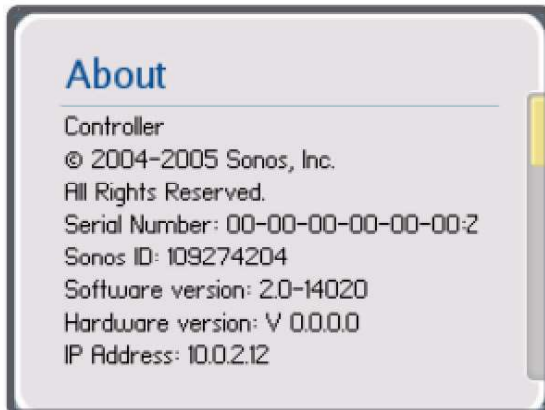 About
Controller
© 2004-2005 Sonos, Inc.
All Rights Reserved.
Serial Number: 00-00-00-00-00-00:Z
Sonos ID: 109274204
Software version: 2.0-14020
Hardware version: V 0.0.0.0
IP Address: 10.0.2.12